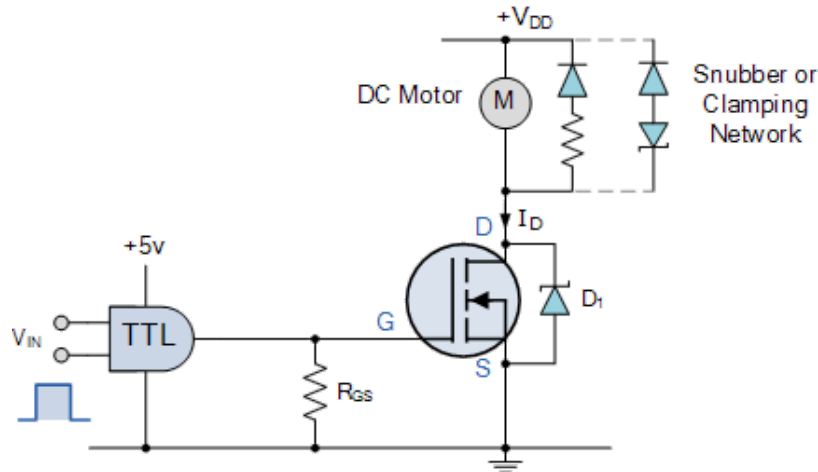 +VDD
DC Motor
M
Snubber or
Clamping
Network
D
ID
+5v
TTL
VIN
G
D1
S
RGS